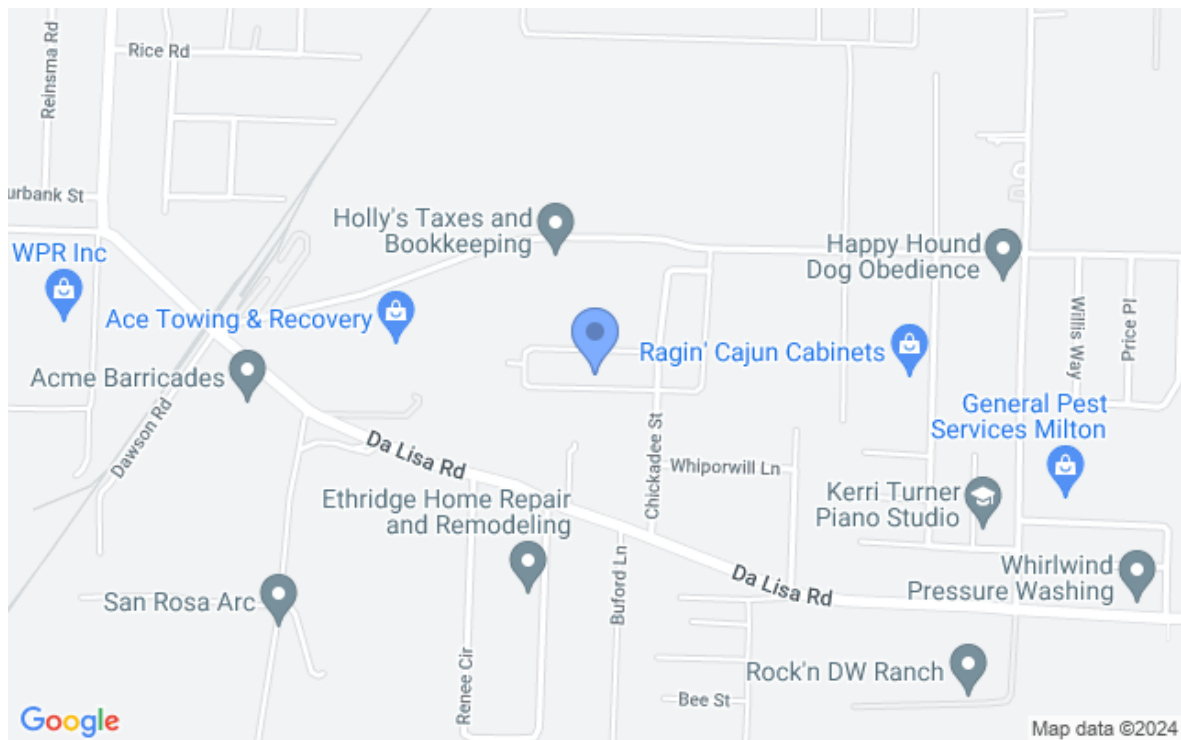 Reinsma Rd
Rice Rd
urbank St
Holly's Taxes and
Bookkeeping
Happy Hound
Dog Obedience
WPR Inc
Ace Towing & Recovery
Ragin' Cajun Cabinets
Willis Way
Price Pl
Acme Barricades
Dawson Rd
General Pest
Services Milton
Da Lisa Rd
Chickadee St
Whiporwill Ln
Ethridge Home Repair
and Remodeling
Kerri Turner
Piano Studio
Whirlwind
Pressure Washing
Da Lisa Rd
Buford Ln
San Rosa Arc
Renee Cir
Rock'n DW Ranch
Bee St
Google
Map data ©2024